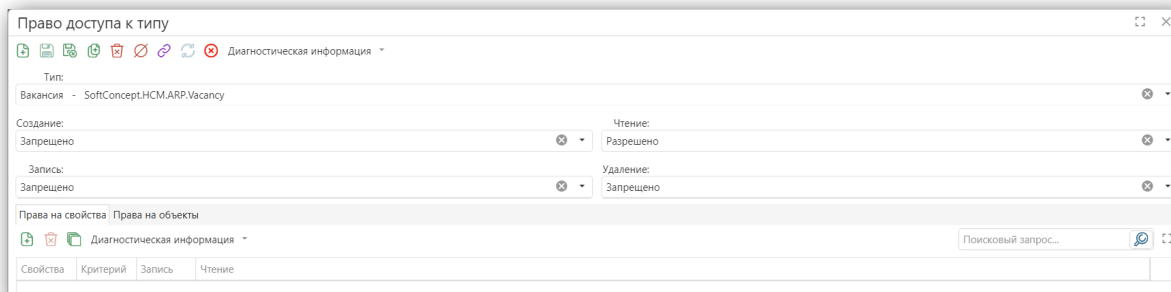 Право доступа к типу
Диагностическая информация
Тип:
Вакансия - SoftConcept.HCM.ARP.Vacancy
Создание: Чтение:
Запрещено Разрешено
Запись: Удаление:
Запрещено Запрещено
Права на свойства Права на объекты
Диагностическая информация Поисковый запрос...
Свойства Критерий Запись Чтение